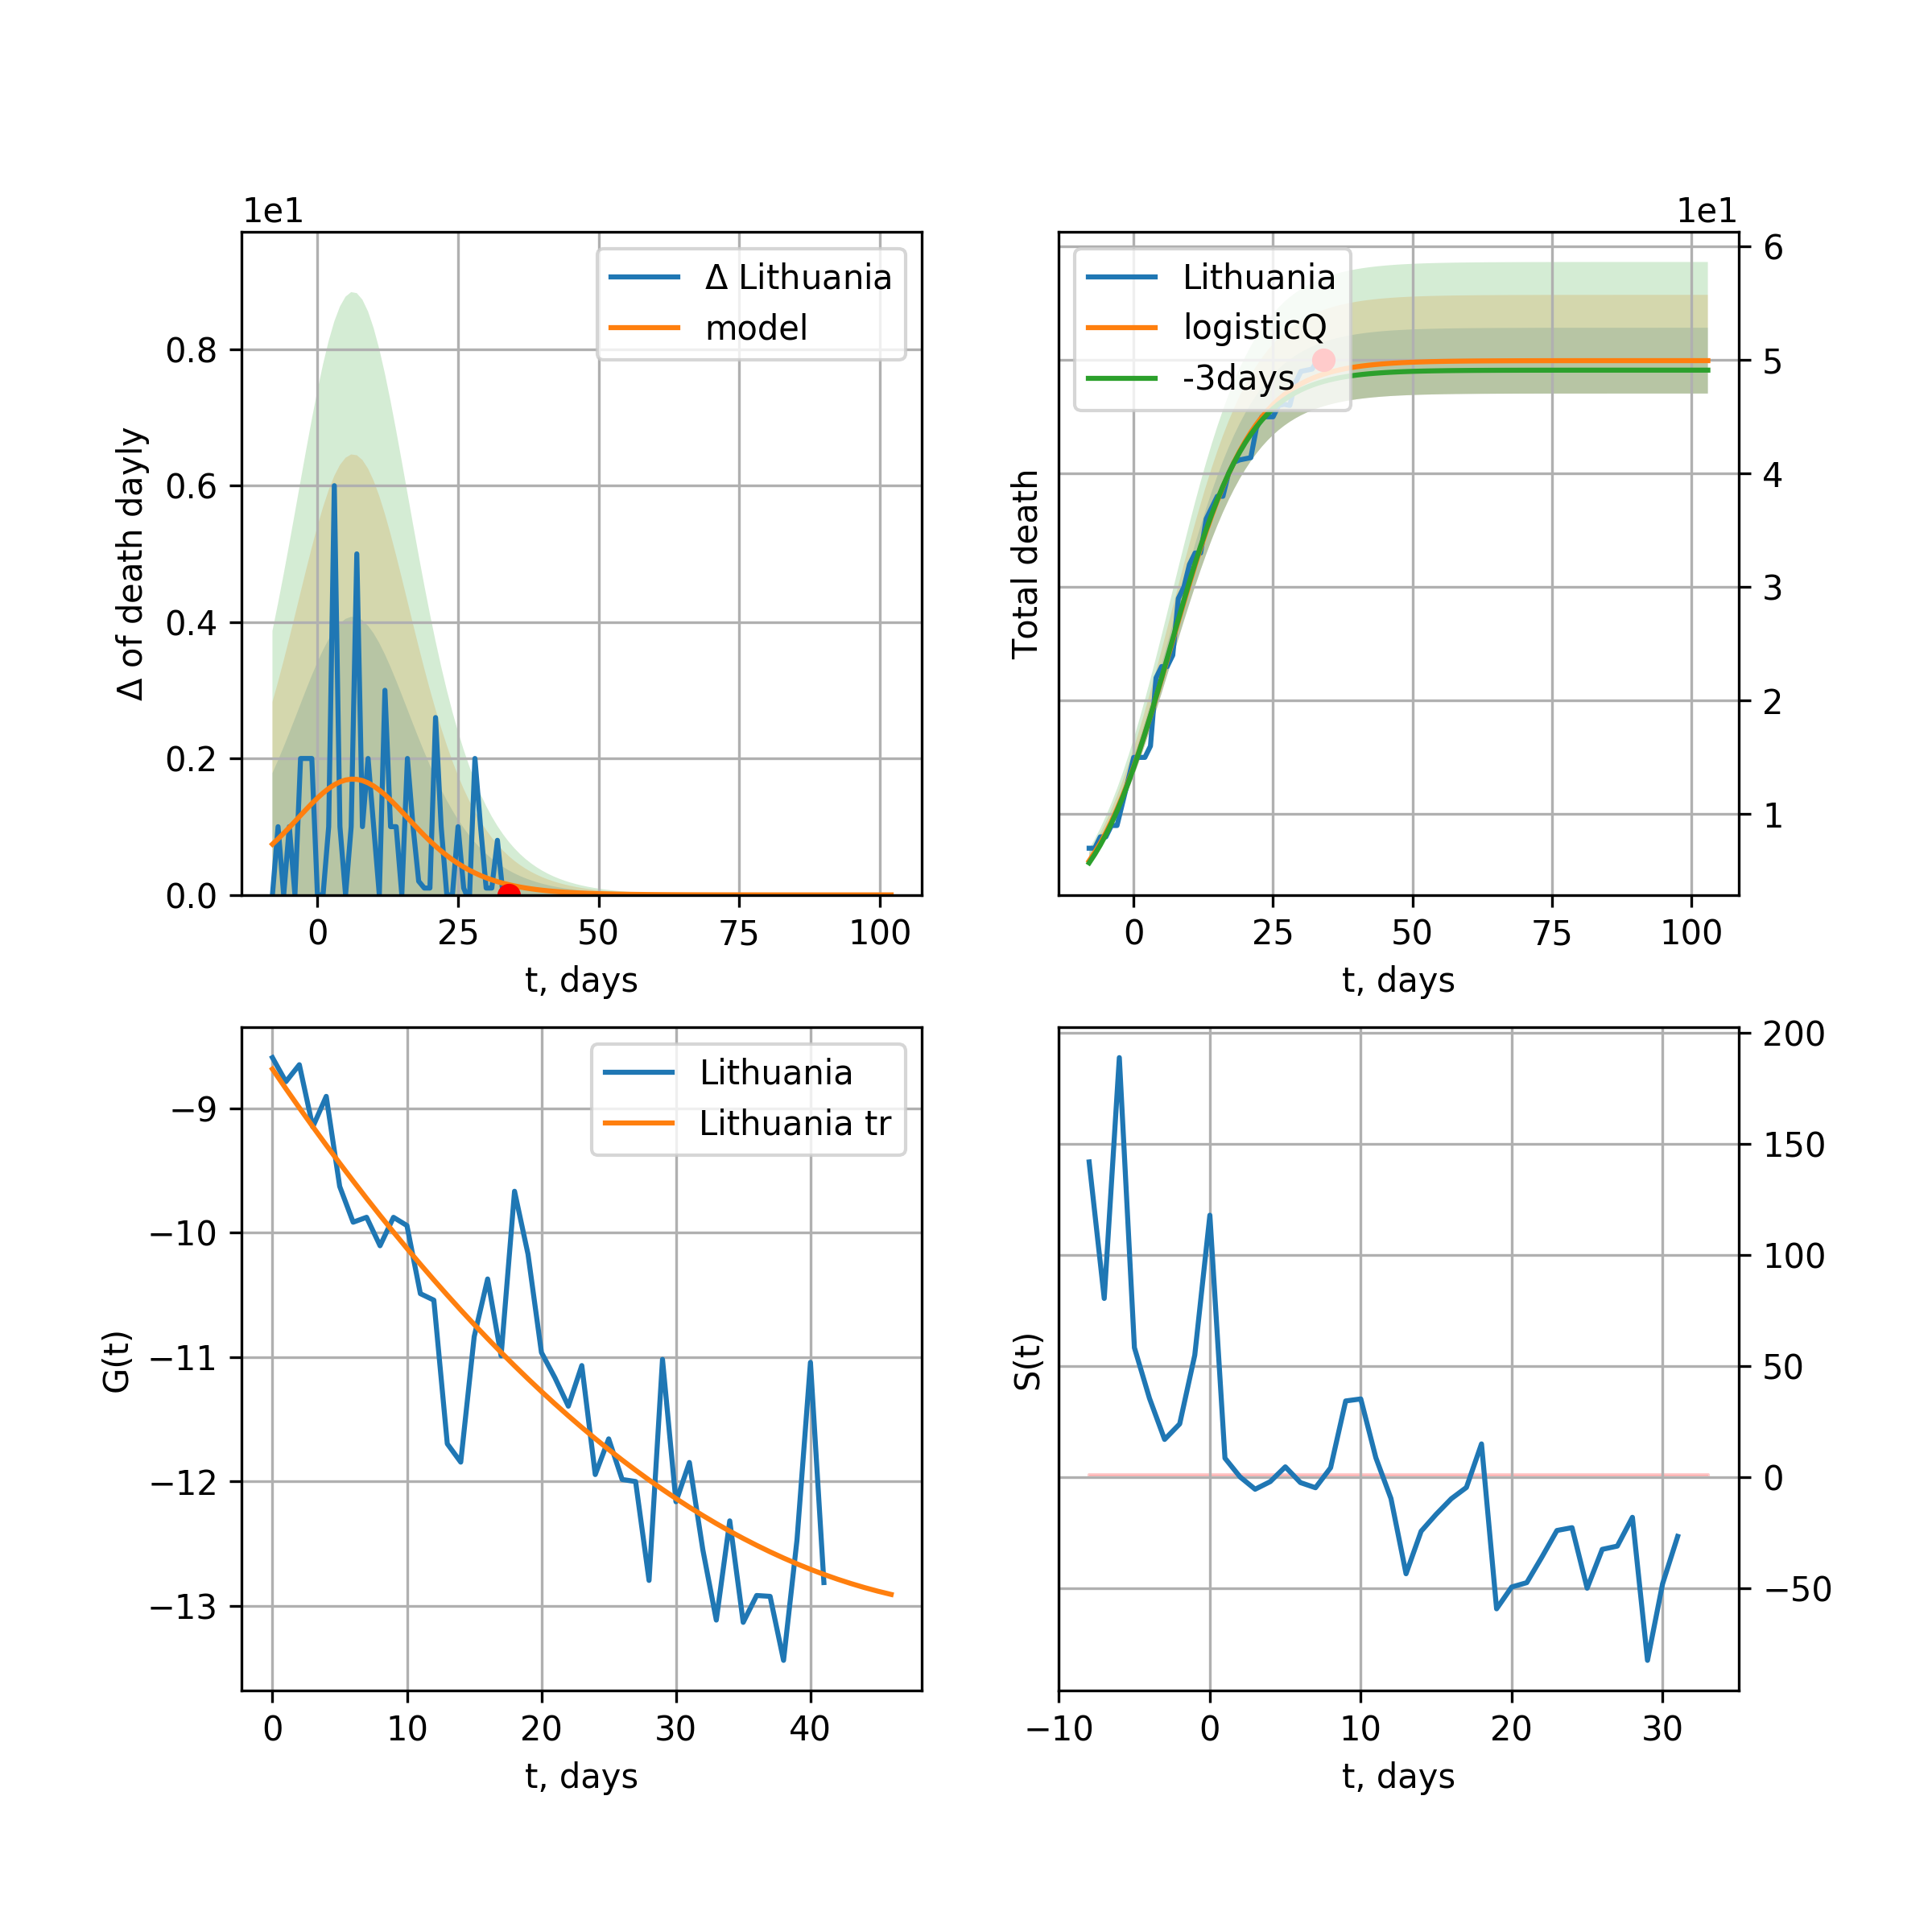 1e1
Δ Lithuania
model
0.8
0.6
0.4
0.2
0.0
Δ of death dayly
0 25 50 75 100
t, days
1e1
Lithuania
logisticQ
-3days
6
5
4
3
2
1
Total death
0 25 50 75 100
t, days
Lithuania
Lithuania tr
−9
−10
−11
−12
−13
G(t)
0 10 20 30 40
t, days
200
150
100
50
0
−50
S(t)
−10 0 10 20 30
t, days